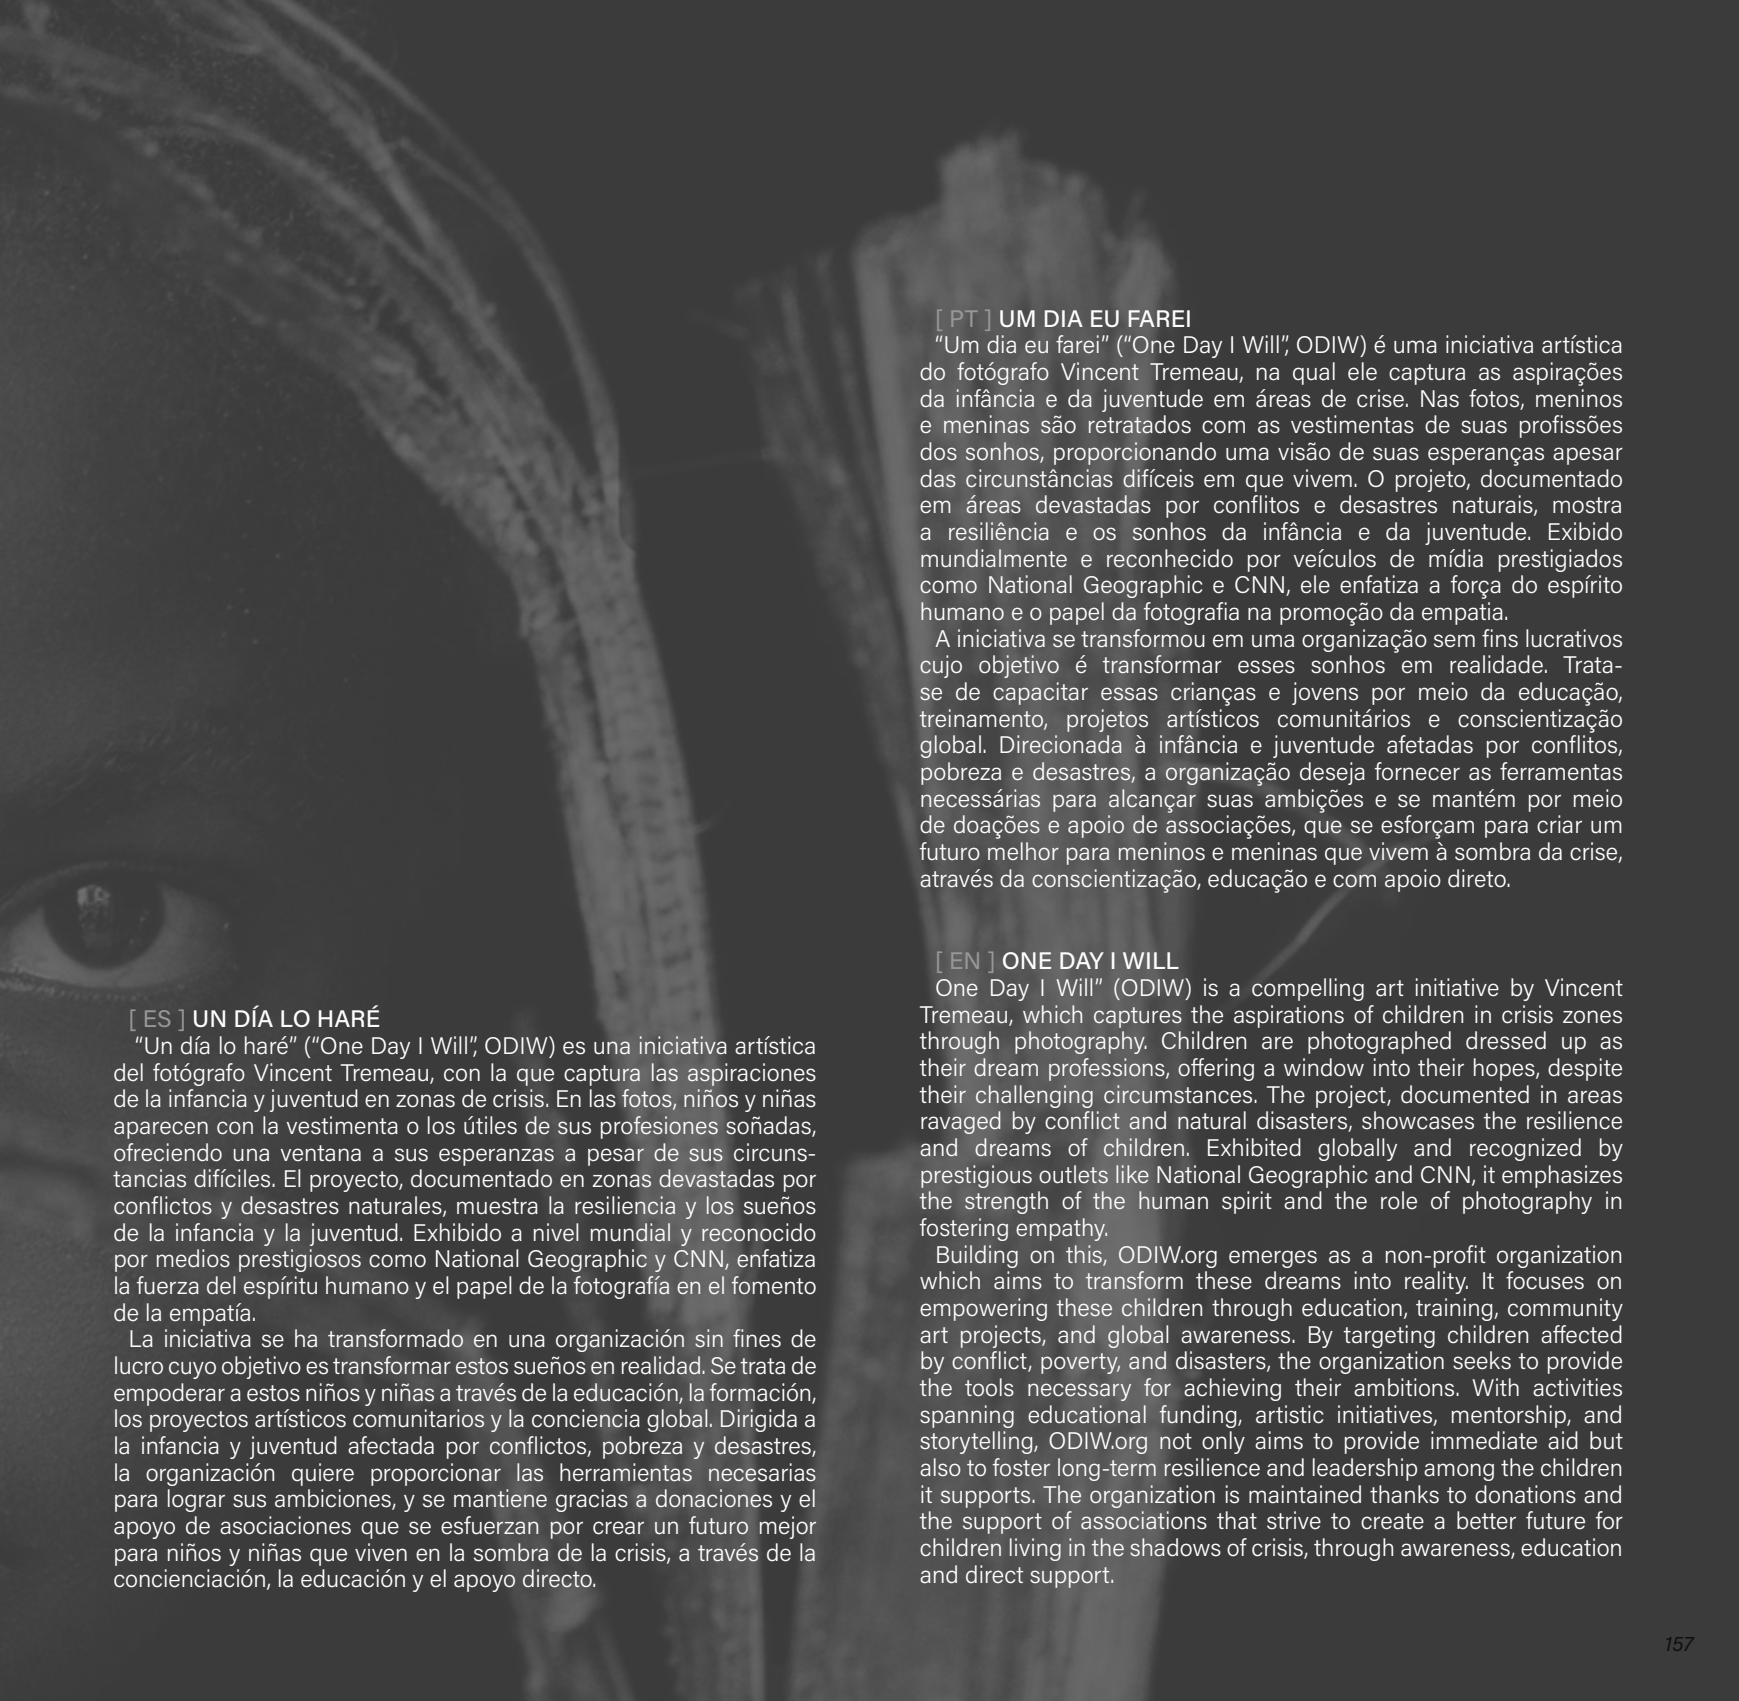 [ ES ] UN DÍA LO HARÉ
“Un día lo haré” (“One Day I Will”, ODIW) es una iniciativa artística
del fotógrafo Vincent Tremeau, con la que captura las aspiraciones
de la infancia y juventud en zonas de crisis. En las fotos, niños y niñas
aparecen con la vestimenta o los útiles de sus profesiones soñadas,
ofreciendo una ventana a sus esperanzas a pesar de sus circuns-
tancias difíciles. El proyecto, documentado en zonas devastadas por
conflictos y desastres naturales, muestra la resiliencia y los sueños
de la infancia y la juventud. Exhibido a nivel mundial y reconocido
por medios prestigiosos como National Geographic y CNN, enfatiza
la fuerza del espíritu humano y el papel de la fotografía en el fomento
de la empatía.
La iniciativa se ha transformado en una organización sin fines de
lucro cuyo objetivo es transformar estos sueños en realidad. Se trata de
empoderar a estos niños y niñas a través de la educación, la formación,
los proyectos artísticos comunitarios y la conciencia global. Dirigida a
la infancia y juventud afectada por conflictos, pobreza y desastres,
la organización quiere proporcionar las herramientas necesarias
para lograr sus ambiciones, y se mantiene gracias a donaciones y el
apoyo de asociaciones que se esfuerzan por crear un futuro mejor
para niños y niñas que viven en la sombra de la crisis, a través de la
concienciación, la educación y el apoyo directo.
[ PT ] UM DIA EU FAREI
“Um dia eu farei” (“One Day I Will”, ODIW) é uma iniciativa artística
do fotógrafo Vincent Tremeau, na qual ele captura as aspirações
da infância e da juventude em áreas de crise. Nas fotos, meninos
e meninas são retratados com as vestimentas de suas profissões
dos sonhos, proporcionando uma visão de suas esperanças apesar
das circunstâncias difíceis em que vivem. O projeto, documentado
em áreas devastadas por conflitos e desastres naturais, mostra
a resiliência e os sonhos da infância e da juventude. Exibido
mundialmente e reconhecido por veículos de mídia prestigiados
como National Geographic e CNN, ele enfatiza a força do espírito
humano e o papel da fotografia na promoção da empatia.
A iniciativa se transformou em uma organização sem fins lucrativos
cujo objetivo é transformar esses sonhos em realidade. Trata-
se de capacitar essas crianças e jovens por meio da educação,
treinamento, projetos artísticos comunitários e conscientização
global. Direcionada à infância e juventude afetadas por conflitos,
pobreza e desastres, a organização deseja fornecer as ferramentas
necessárias para alcançar suas ambições e se mantém por meio
de doações e apoio de associações, que se esforçam para criar um
futuro melhor para meninos e meninas que vivem à sombra da crise,
através da conscientização, educação e com apoio direto.
[ EN ] ONE DAY I WILL
One Day I Will” (ODIW) is a compelling art initiative by Vincent
Tremeau, which captures the aspirations of children in crisis zones
through photography. Children are photographed dressed up as
their dream professions, offering a window into their hopes, despite
their challenging circumstances. The project, documented in areas
ravaged by conflict and natural disasters, showcases the resilience
and dreams of children. Exhibited globally and recognized by
prestigious outlets like National Geographic and CNN, it emphasizes
the strength of the human spirit and the role of photography in
fostering empathy.
Building on this, ODIW.org emerges as a non-profit organization
which aims to transform these dreams into reality. It focuses on
empowering these children through education, training, community
art projects, and global awareness. By targeting children affected
by conflict, poverty, and disasters, the organization seeks to provide
the tools necessary for achieving their ambitions. With activities
spanning educational funding, artistic initiatives, mentorship, and
storytelling, ODIW.org not only aims to provide immediate aid but
also to foster long-term resilience and leadership among the children
it supports. The organization is maintained thanks to donations and
the support of associations that strive to create a better future for
children living in the shadows of crisis, through awareness, education
and direct support.
157